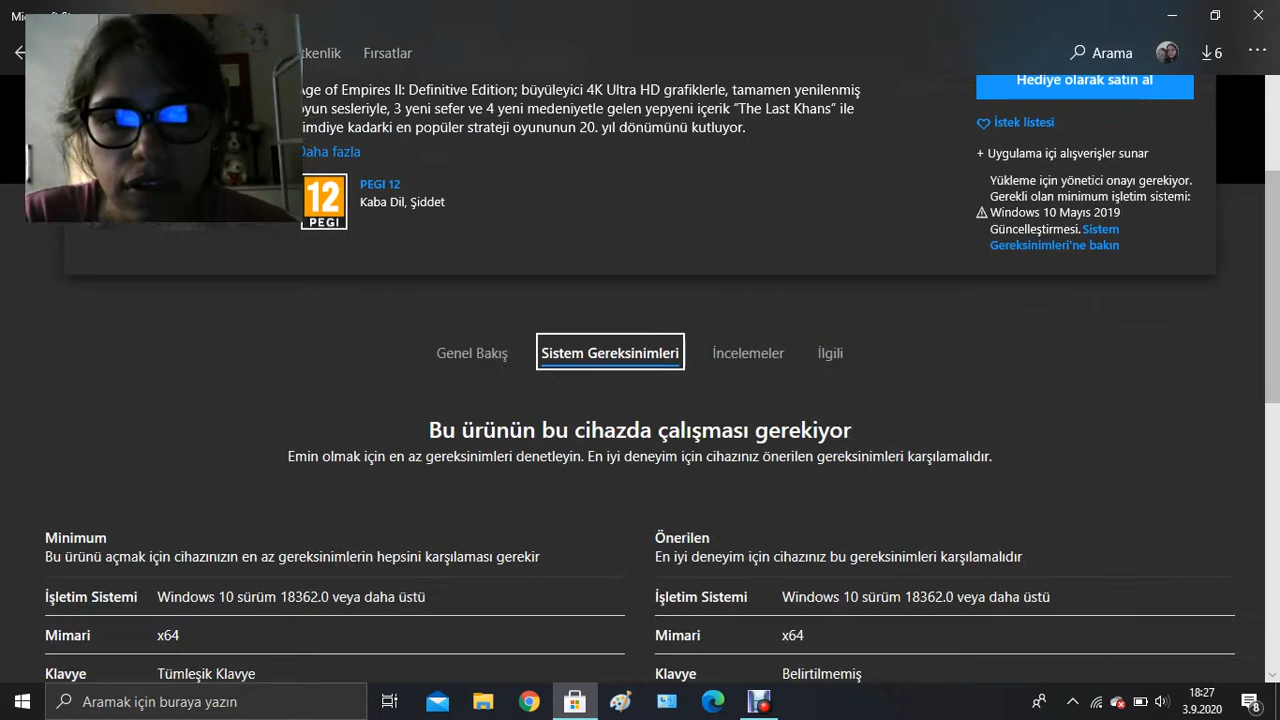 tkenlik Fırsatlar Arama 6
Age of Empires II: Definitive Edition; büyüleyici 4K Ultra HD grafiklerle, tamamen yenilenmiş
oyun sesleriyle, 3 yeni sefer ve 4 yeni medeniyetle gelen yepyeni içerik “The Last Khans” ile
şimdiye kadarki en popüler strateji oyununun 20. yıl dönümünü kutluyor.
Daha fazla
12
PEGI
PEGI 12
Kaba Dil, Şiddet
Hediye olarak satın al
İstek listesi
+ Uygulama içi alışverişler sunar
Yükleme için yönetici onayı gerekiyor.
Gerekli olan minimum işletim sistemi:
Windows 10 Mayıs 2019
Güncelleştirmesi. Sistem
Gereksinimleri'ne bakın
Genel Bakış Sistem Gereksinimleri İncelemeler İlgili
Bu ürünün bu cihazda çalışması gerekiyor
Emin olmak için en az gereksinimleri denetleyin. En iyi deneyim için cihazınız önerilen gereksinimleri karşılamalıdır.
Minimum
Bu ürünü açmak için cihazınızın en az gereksinimlerin hepsini karşılaması gerekir
İşletim Sistemi Windows 10 sürüm 18362.0 veya daha üstü
Mimari x64
Klavye Tümleşik Klavye
Önerilen
En iyi deneyim için cihazınız bu gereksinimleri karşılamalıdır
İşletim Sistemi Windows 10 sürüm 18362.0 veya daha üstü
Mimari x64
Klavye Belirtilmemiş
Aramak için buraya yazın
18:27
3.9.2020
8